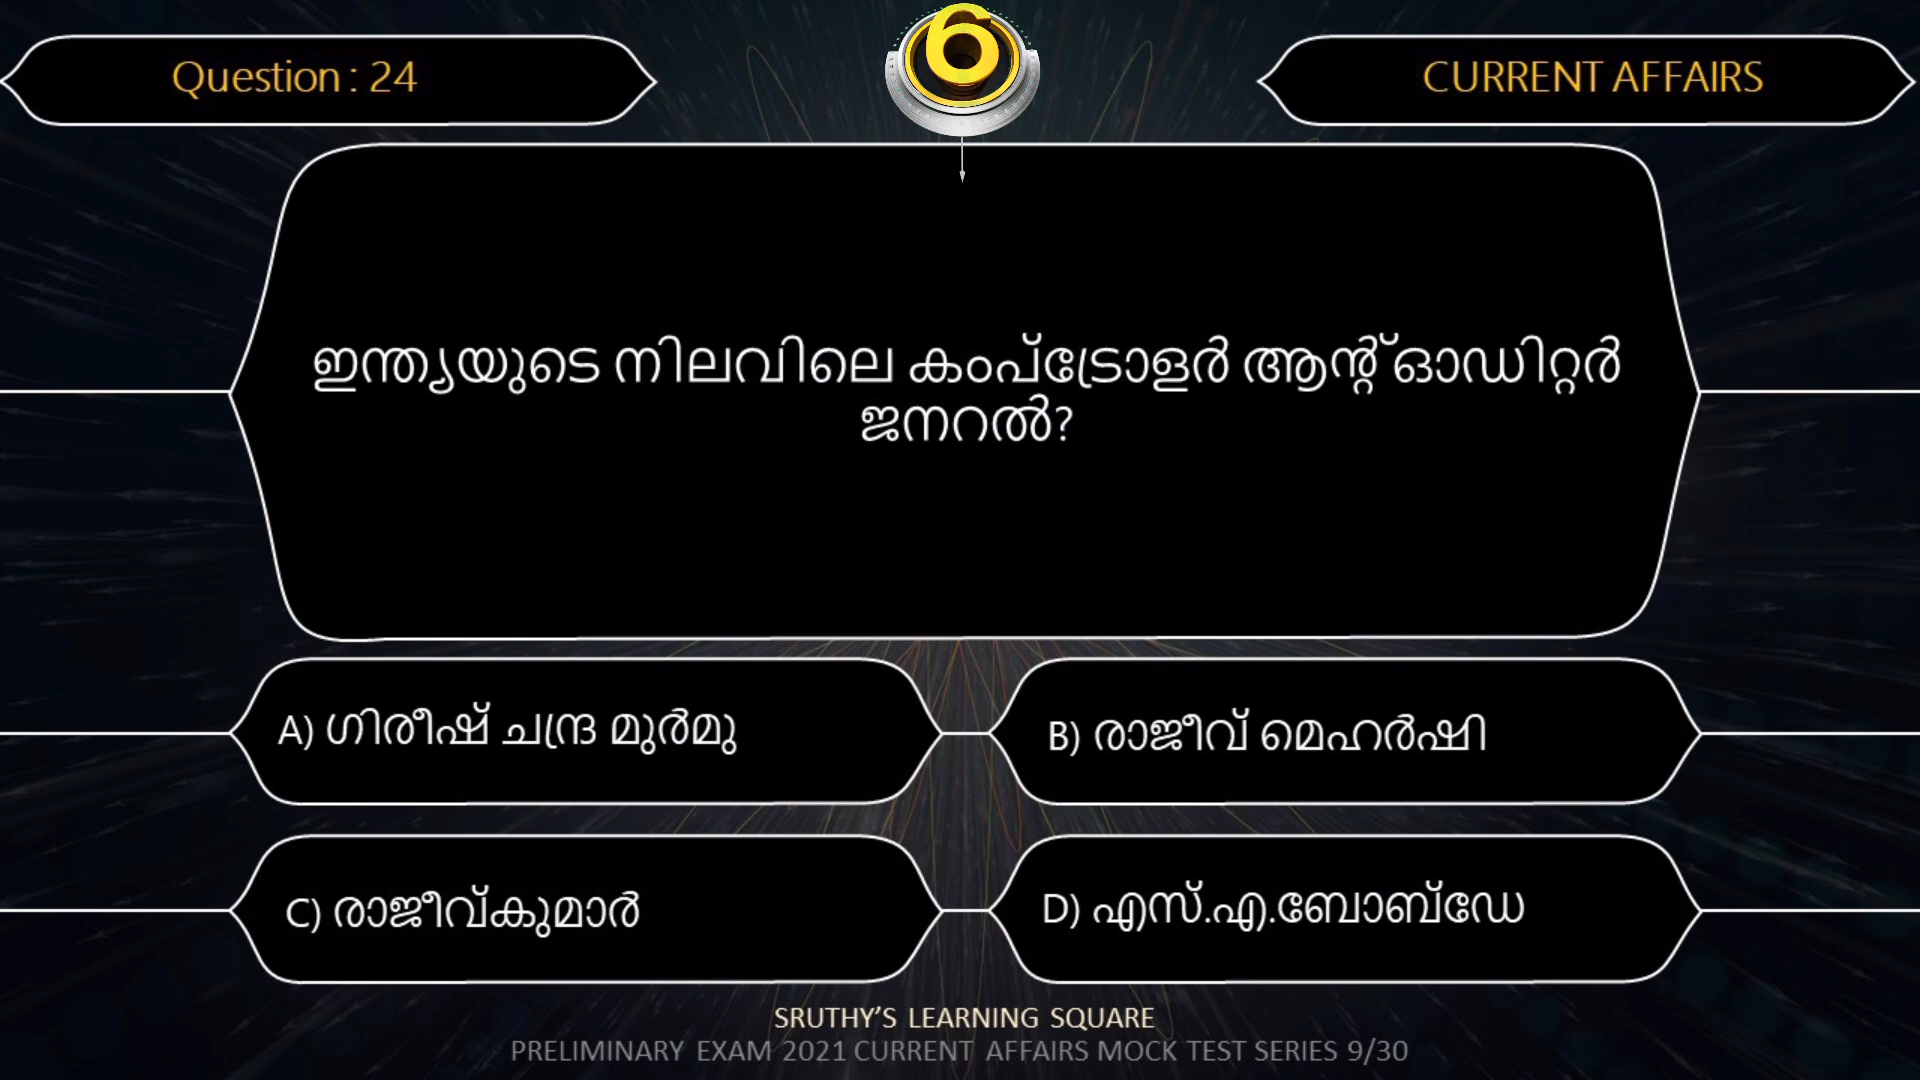 Question : 24
6
CURRENT AFFAIRS
ഇന്ത്യയുടെ നിലവിലെ കംപ്ട്രോളർ ആന്റ് ഓഡിറ്റർ
ജനറൽ?
A) ഗിരീഷ് ചന്ദ്ര മുർമു
B) രാജീവ് മെഹർഷി
C) രാജീവ്കുമാർ
D) എസ്.എ.ബോബ്ഡേ
SRUTHY’S LEARNING SQUARE
PRELIMINARY EXAM 2021 CURRENT AFFAIRS MOCK TEST SERIES 9/30